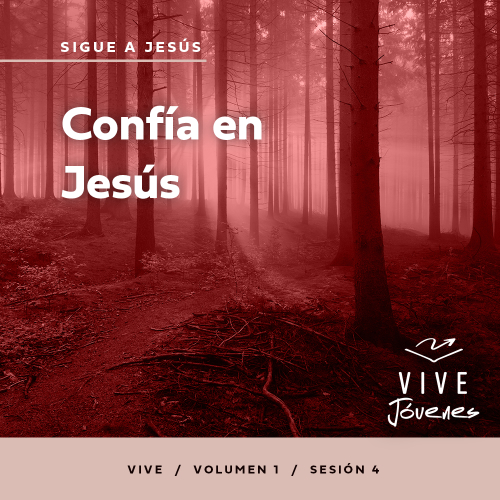 SIGUE A JESÚS
Confía en
Jesús
VIVE
Jóvenes
VIVE / VOLUMEN 1 / SESIÓN 4